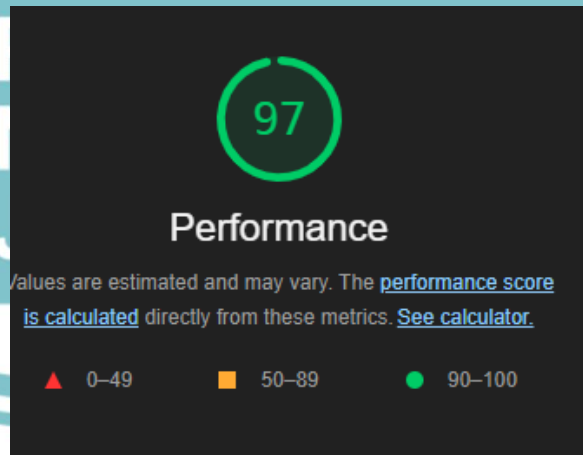 97
Performance
Values are estimated and may vary. The performance score
is calculated directly from these metrics. See calculator.
0–49 50–89 90–100